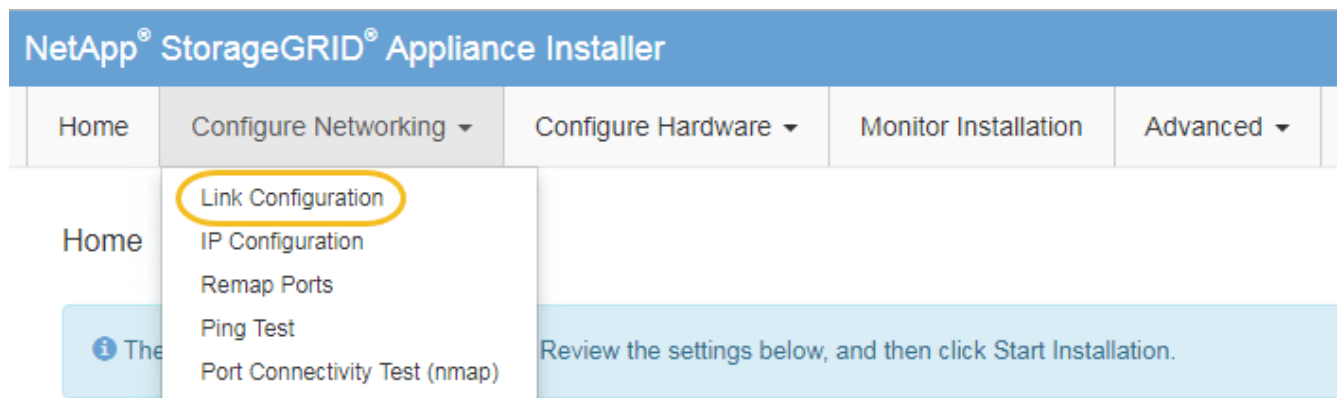 NetApp® StorageGRID® Appliance Installer
Home Configure Networking Configure Hardware Monitor Installation Advanced
Link Configuration
Home
IP Configuration
Remap Ports
Ping Test
The Review the settings below, and then click Start Installation.
Port Connectivity Test (nmap)